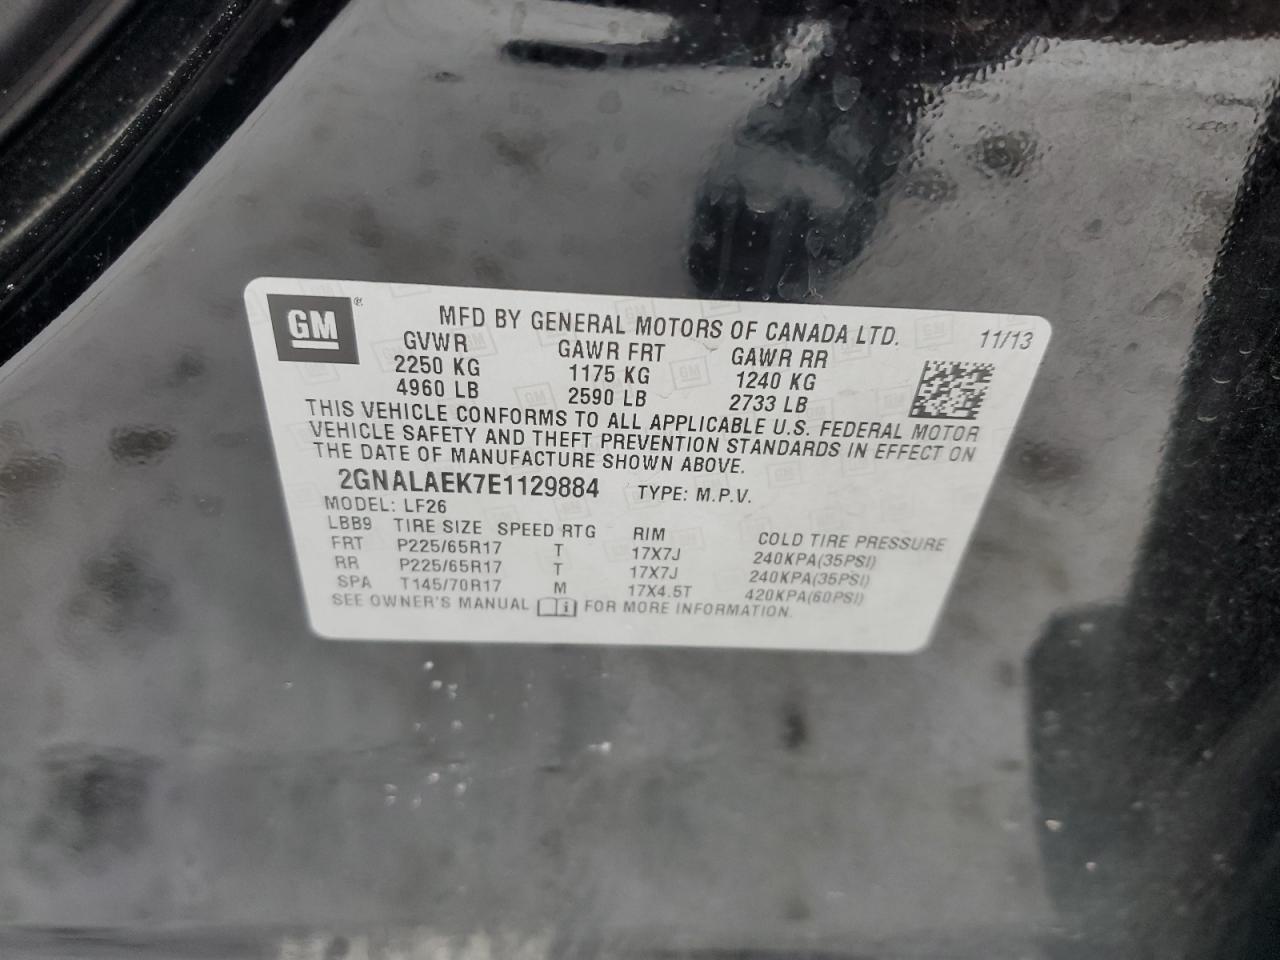 GM®
MFD BY GENERAL MOTORS OF CANADA LTD. 11/13
GVWR GAWR FRT GAWR RR
2250 KG 1175 KG 1240 KG
4960 LB 2590 LB 2733 LB
THIS VEHICLE CONFORMS TO ALL APPLICABLE U.S. FEDERAL MOTOR
VEHICLE SAFETY AND THEFT PREVENTION STANDARDS IN EFFECT ON
THE DATE OF MANUFACTURE SHOWN ABOVE.
2GNALAEK7E1129884 TYPE: M.P.V.
MODEL: LF26
LBB9 TIRE SIZE SPEED RTG RIM COLD TIRE PRESSURE
FRT P225/65R17 T 17X7J 240KPA(35PSI)
RR P225/65R17 T 17X7J 240KPA(35PSI)
SPA T145/70R17 M 17X4.5T 420KPA(60PSI)
SEE OWNER'S MANUAL FOR MORE INFORMATION.